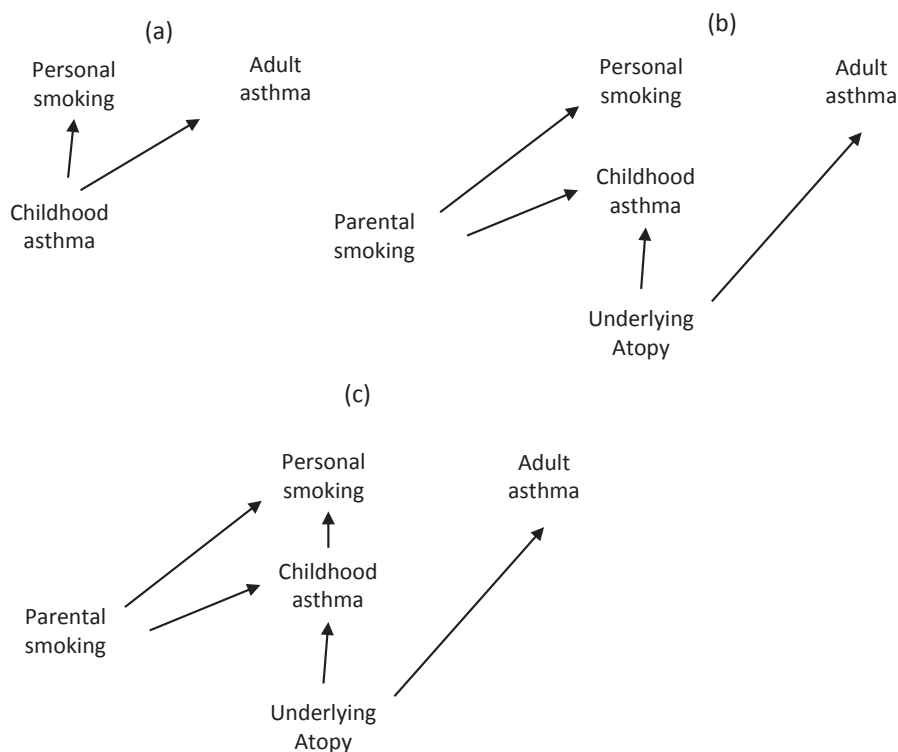 (a)
Personal
smoking
Adult
asthma
Childhood
asthma
(b)
Personal
smoking
Adult
asthma
Childhood
asthma
Parental
smoking
Underlying
Atopy
(c)
Personal
smoking
Adult
asthma
Childhood
asthma
Parental
smoking
Underlying
Atopy